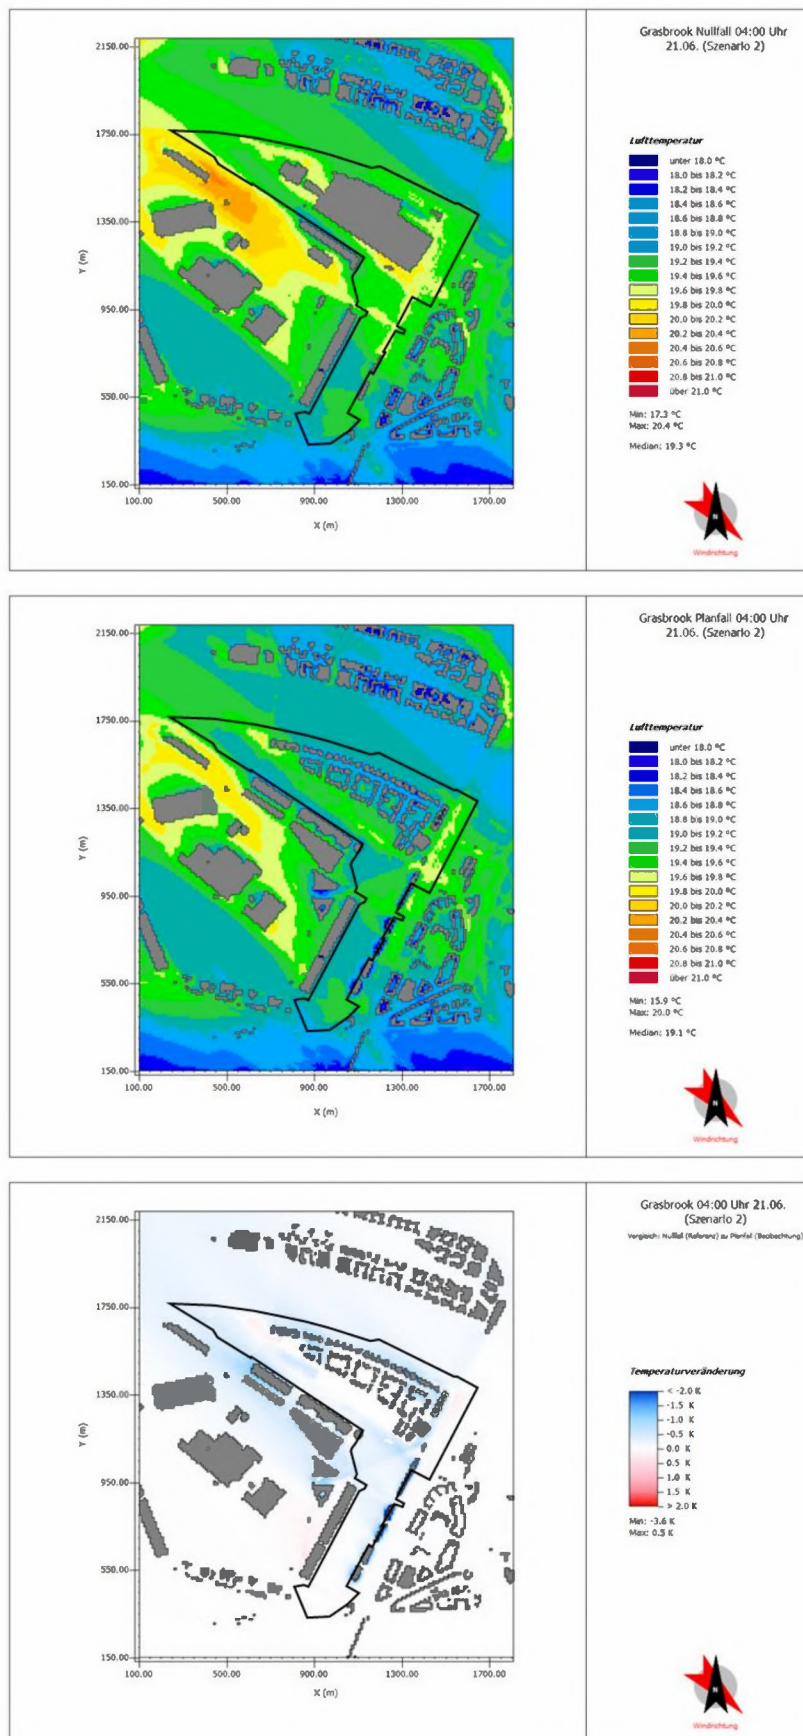 Grasbrook Nullfall 04:00 Uhr
21.06. (Szenario 2)
2150.00
1750.00
1350.00
950.00
550.00
150.00
Y (m)
100.00 500.00 900.00 1300.00 1700.00
X (m)
Lufttemperatur
unter 18.0 °C
18.0 bis 18.2 °C
18.2 bis 18.4 °C
18.4 bis 18.6 °C
18.6 bis 18.8 °C
18.8 bis 19.0 °C
19.0 bis 19.2 °C
19.2 bis 19.4 °C
19.4 bis 19.6 °C
19.6 bis 19.8 °C
19.8 bis 20.0 °C
20.0 bis 20.2 °C
20.2 bis 20.4 °C
20.4 bis 20.6 °C
20.6 bis 20.8 °C
20.8 bis 21.0 °C
über 21.0 °C
Min: 17.3 °C
Max: 20.4 °C
Median: 19.3 °C
N
Windrichtung
Grasbrook Planfall 04:00 Uhr
21.06. (Szenario 2)
2150.00
1750.00
1350.00
950.00
550.00
150.00
Y (m)
100.00 500.00 900.00 1300.00 1700.00
X (m)
Lufttemperatur
unter 18.0 °C
18.0 bis 18.2 °C
18.2 bis 18.4 °C
18.4 bis 18.6 °C
18.6 bis 18.8 °C
18.8 bis 19.0 °C
19.0 bis 19.2 °C
19.2 bis 19.4 °C
19.4 bis 19.6 °C
19.6 bis 19.8 °C
19.8 bis 20.0 °C
20.0 bis 20.2 °C
20.2 bis 20.4 °C
20.4 bis 20.6 °C
20.6 bis 20.8 °C
20.8 bis 21.0 °C
über 21.0 °C
Min: 15.9 °C
Max: 20.0 °C
Median: 19.1 °C
N
Windrichtung
Grasbrook 04:00 Uhr 21.06.
(Szenario 2)
Vergleich: Nullfall (Referenz) zu Planfall (Beobachtung)
2150.00
1750.00
1350.00
950.00
550.00
150.00
Y (m)
100.00 500.00 900.00 1300.00 1700.00
X (m)
Temperaturveränderung
< -2.0 K
-1.5 K
-1.0 K
-0.5 K
0.0 K
0.5 K
1.0 K
1.5 K
> 2.0 K
Min: -3.6 K
Max: 0.5 K
N
Windrichtung